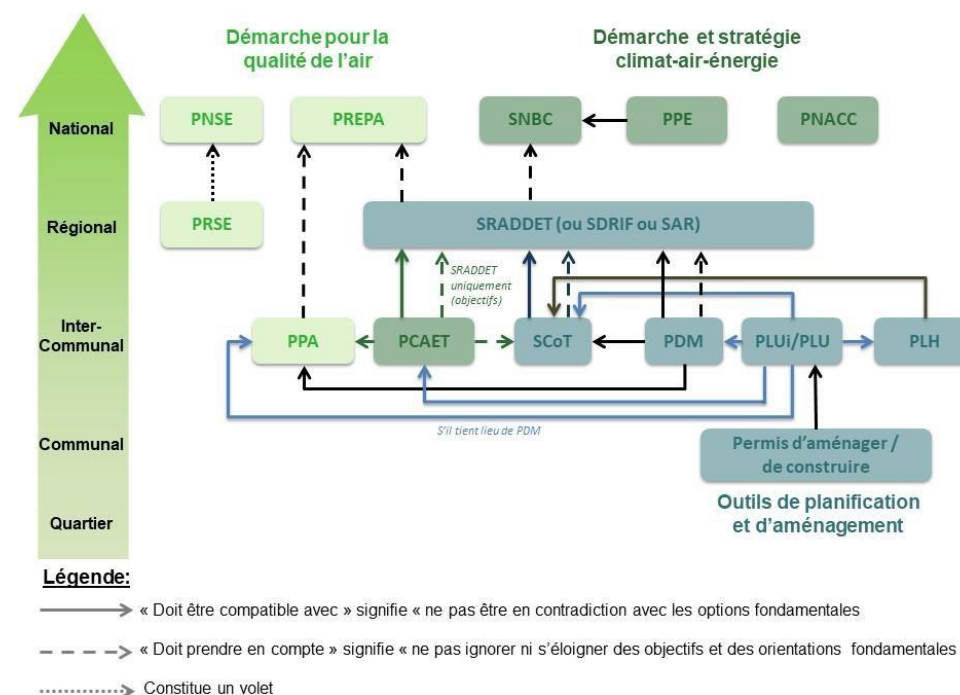 Démarche pour la
qualité de l'air
Démarche et stratégie
climat-air-énergie
National
PNSE
PREPA
SNBC
PPE
PNACC
Régional
PRSE
SRADDET (ou SDRIF ou SAR)
SRADDET
uniquement
(objectifs)
Inter-
Communal
PPA
PCAET
SCoT
PDM
PLUi/PLU
PLH
S'il tient lieu de PDM
Communal
Permis d'aménager /
de construire
Quartier
Outils de planification
et d'aménagement
Légende:
« Doit être compatible avec » signifie « ne pas être en contradiction avec les options fondamentales
« Doit prendre en compte » signifie « ne pas ignorer ni s'éloigner des objectifs et des orientations fondamentales
Constitue un volet